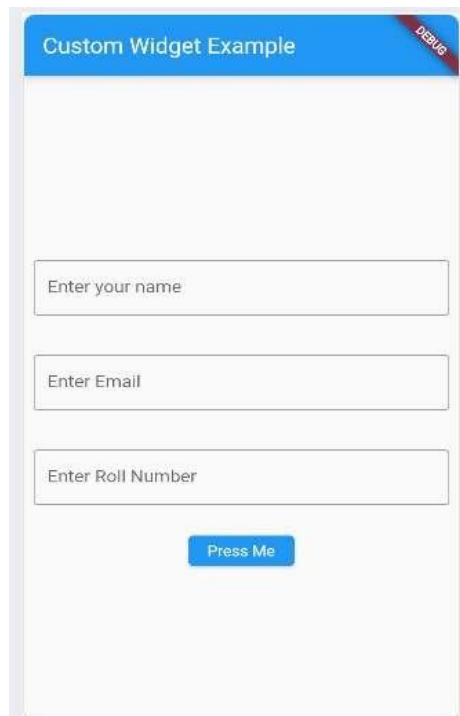 Custom Widget Example
DEBUG
Enter your name
Enter Email
Enter Roll Number
Press Me